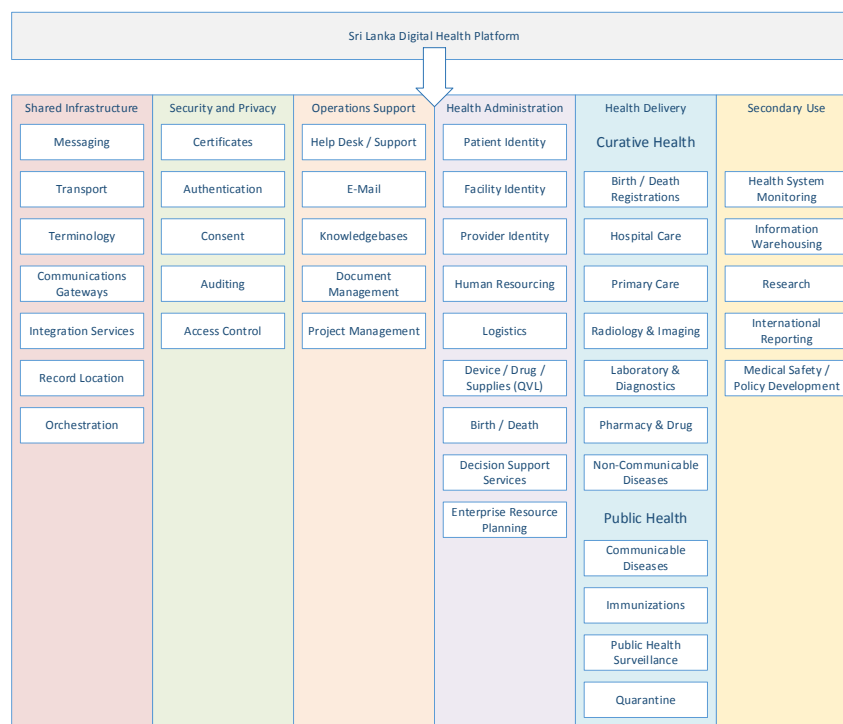 Sri Lanka Digital Health Platform
Shared Infrastructure
Messaging
Transport
Terminology
Communications
Gateways
Integration Services
Record Location
Orchestration
Security and Privacy
Certificates
Authentication
Consent
Auditing
Access Control
Operations Support
Help Desk / Support
E-Mail
Knowledgebases
Document
Management
Project Management
Health Administration
Patient Identity
Facility Identity
Provider Identity
Human Resourcing
Logistics
Device / Drug /
Supplies (QVL)
Birth / Death
Decision Support
Services
Enterprise Resource
Planning
Health Delivery
Curative Health
Birth / Death
Registrations
Hospital Care
Primary Care
Radiology & Imaging
Laboratory &
Diagnostics
Pharmacy & Drug
Non-Communicable
Diseases
Public Health
Communicable
Diseases
Immunizations
Public Health
Surveillance
Quarantine
Secondary Use
Health System
Monitoring
Information
Warehousing
Research
International
Reporting
Medical Safety /
Policy Development